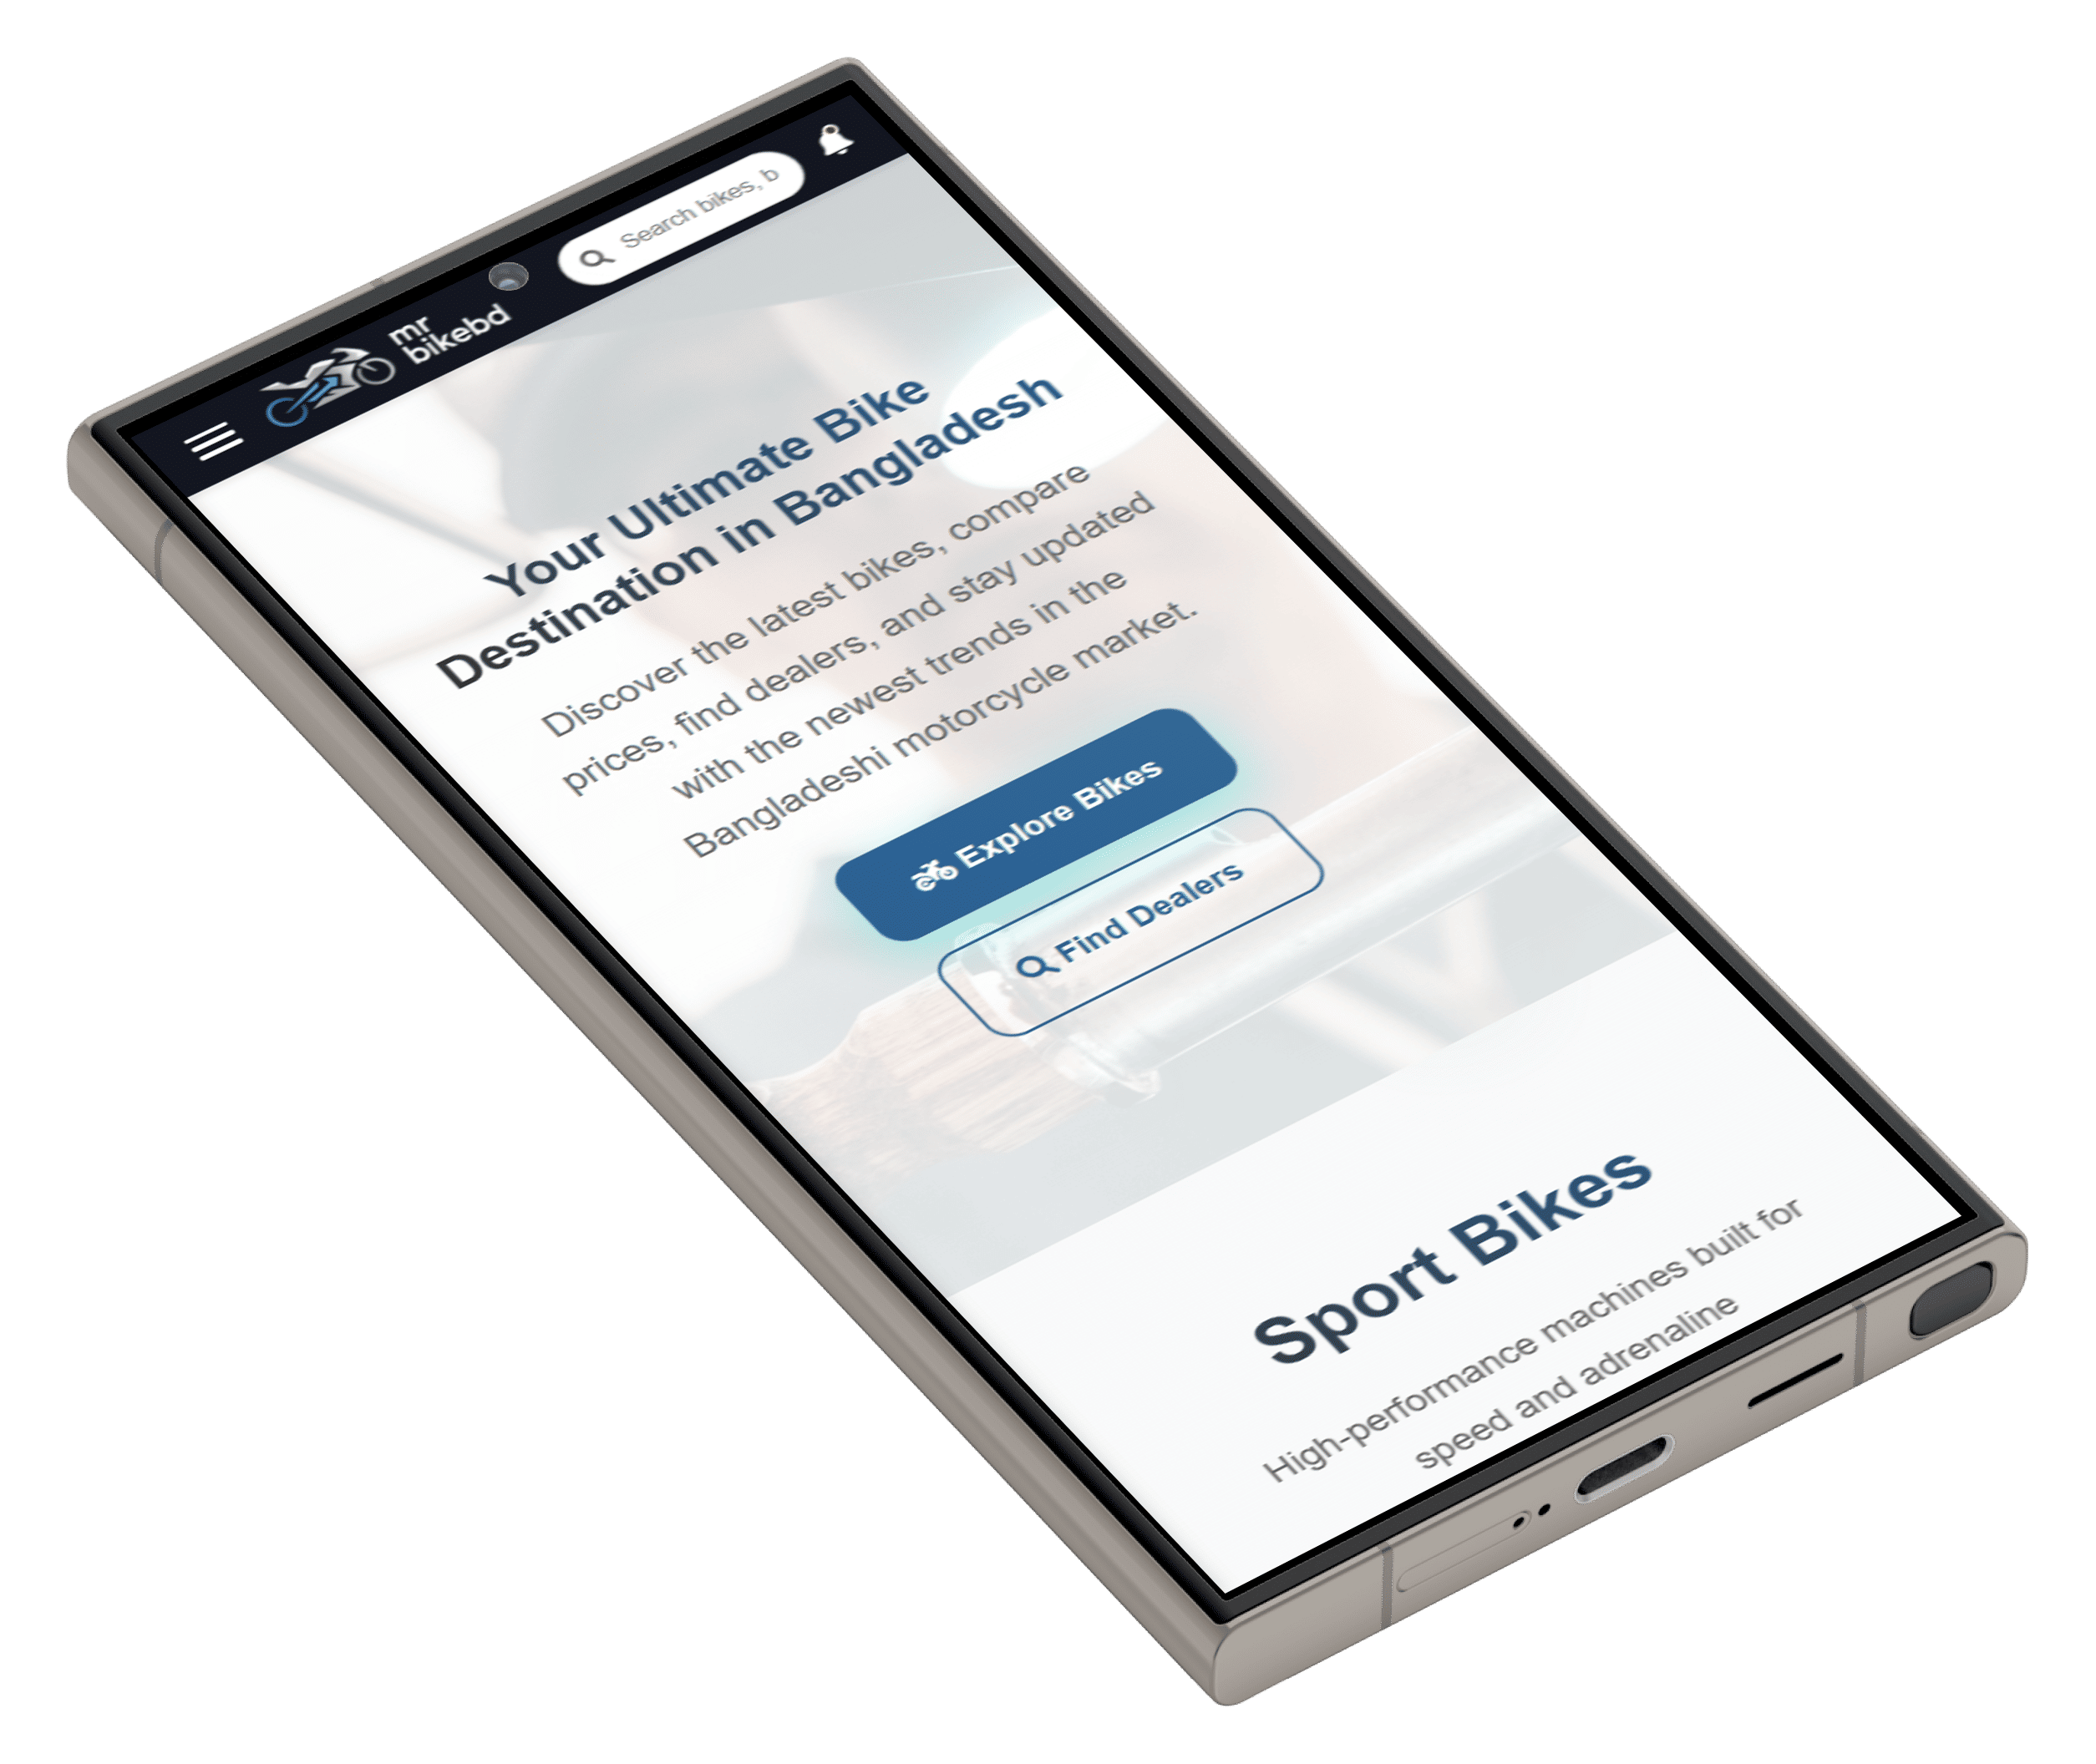 mr
bikebd
Search bikes, b
Your Ultimate Bike
Destination in Bangladesh
Discover the latest bikes, compare
prices, find dealers, and stay updated
with the newest trends in the
Bangladeshi motorcycle market.
Explore Bikes
Find Dealers
Sport Bikes
High-performance machines built for
speed and adrenaline